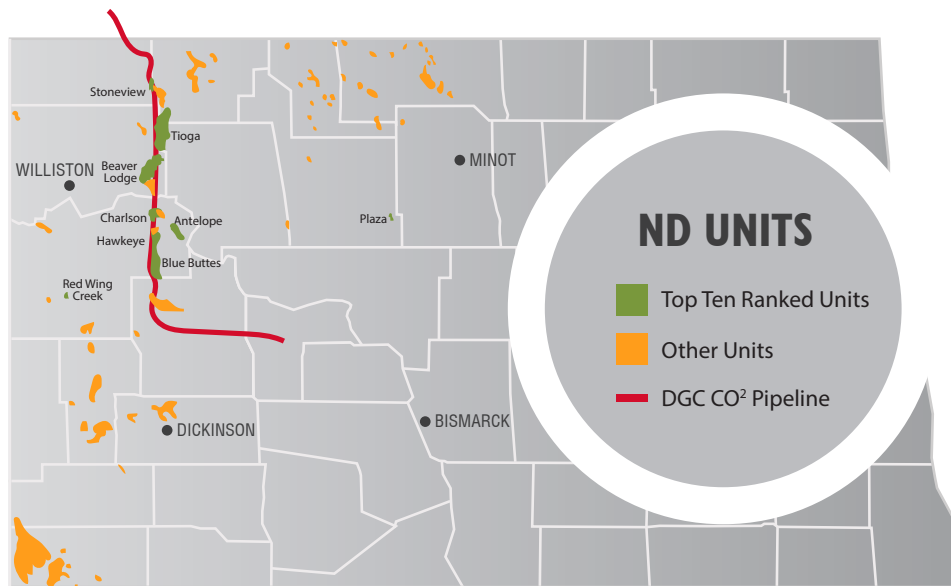 Stoneview
Tioga
Beaver
Lodge
WILLISTON
MINOT
Charlson
Antelope
Plaza
Hawkeye
Blue Buttes
Red Wing
Creek
DICKINSON
BISMARCK
ND UNITS
Top Ten Ranked Units
Other Units
DGC CO² Pipeline